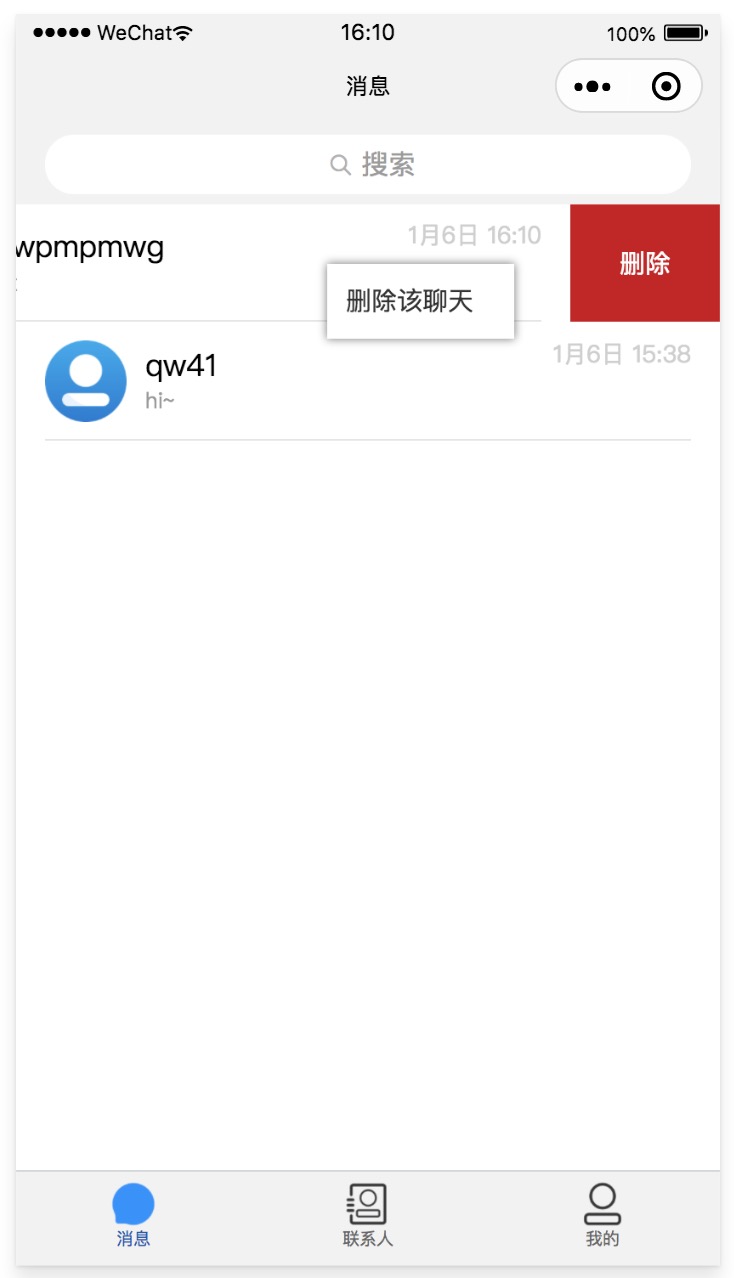 WeChat 16:10 100%
消息
搜索
wpmpmwg 1月6日 16:10 删除
删除该聊天
qw41 1月6日 15:38
hi~
消息 联系人 我的